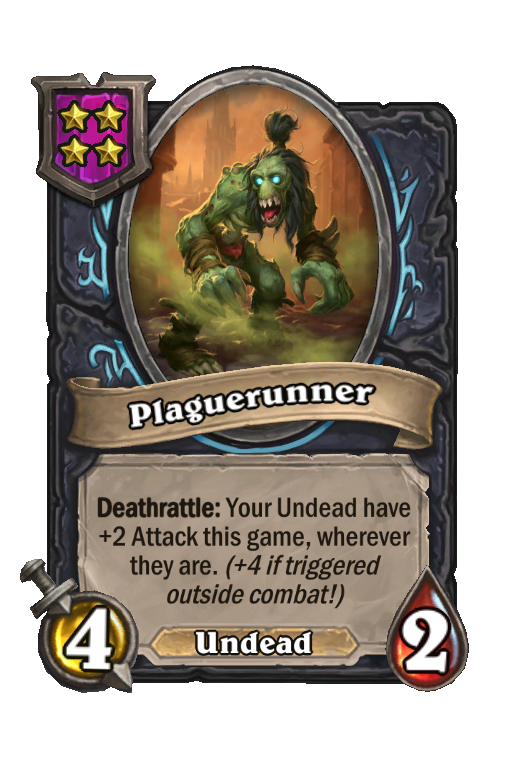 Plaguerunner
Deathrattle: Your Undead have
+2 Attack this game, wherever
they are. (+4 if triggered
outside combat!)
4
Undead
2